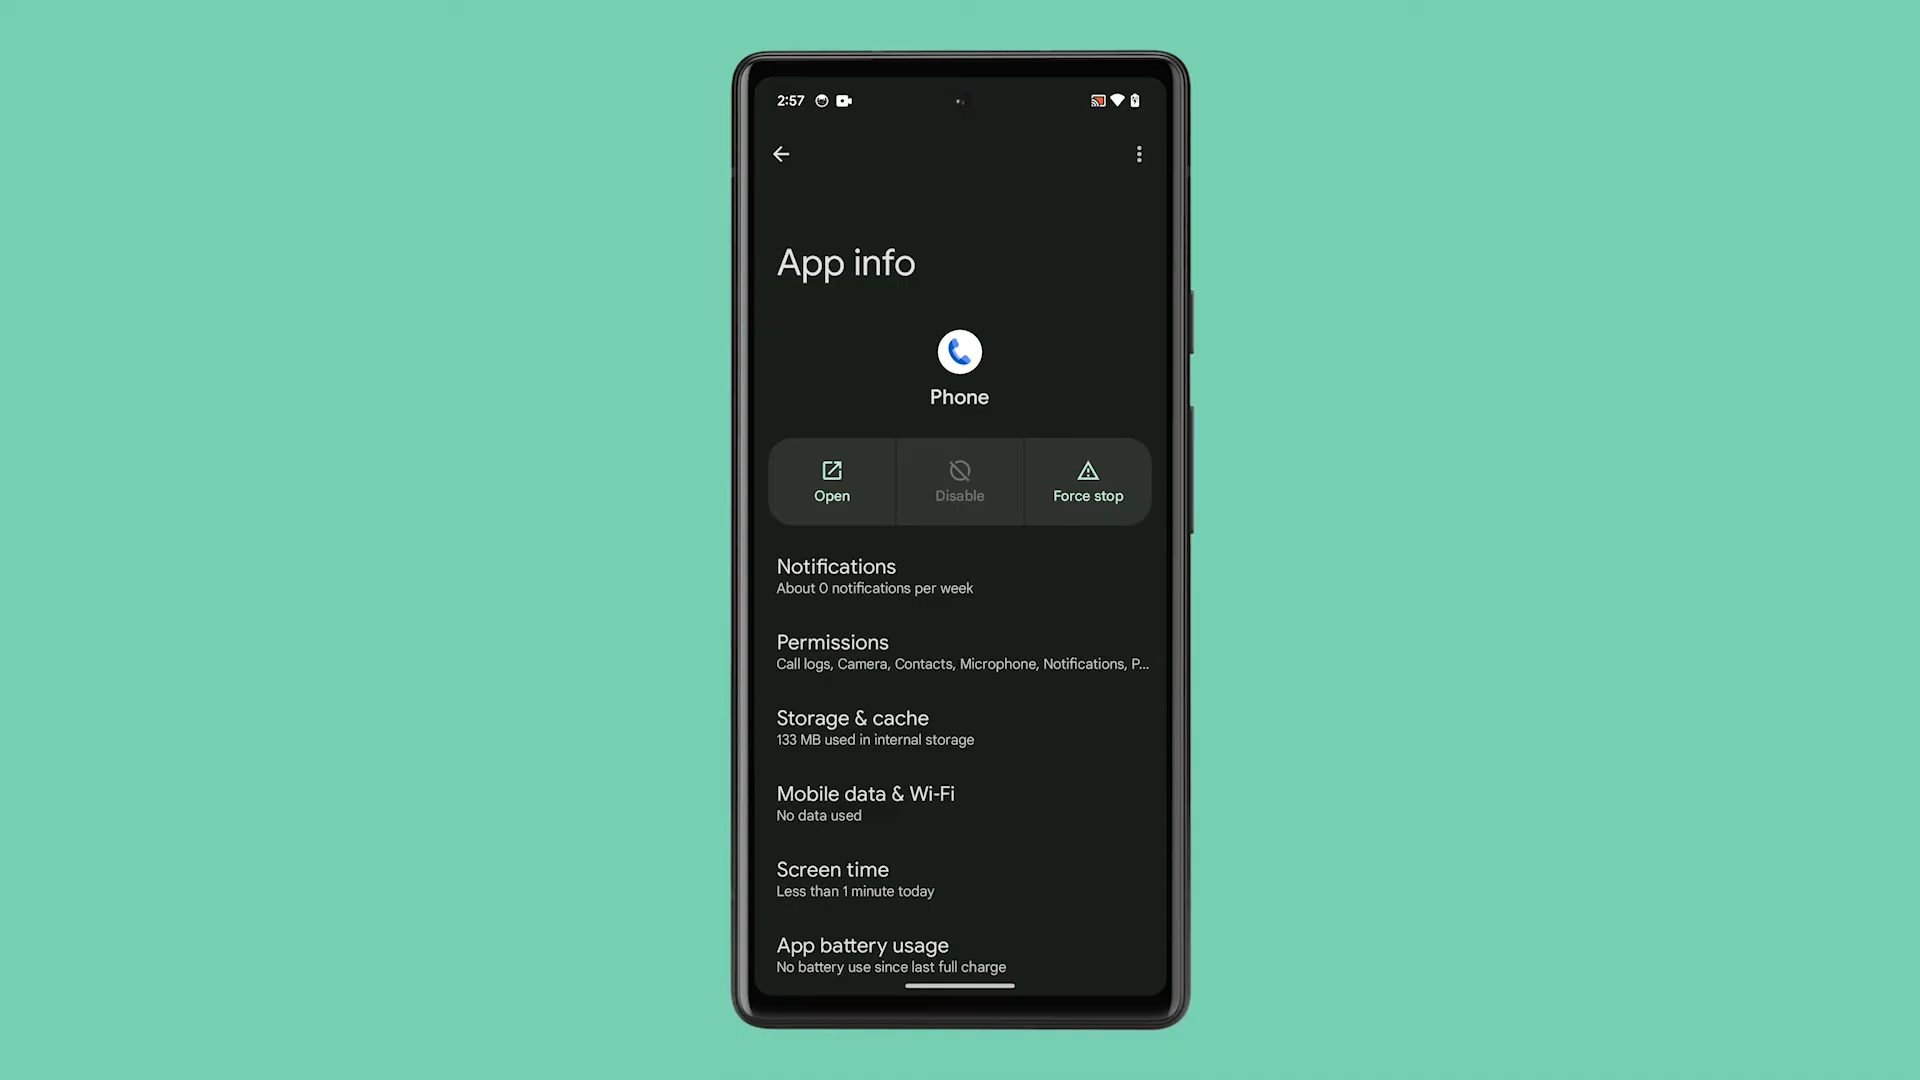 2:57
App info
Phone
Open
Disable
Force stop
Notifications
About 0 notifications per week
Permissions
Call logs, Camera, Contacts, Microphone, Notifications, P...
Storage & cache
133 MB used in internal storage
Mobile data & Wi-Fi
No data used
Screen time
Less than 1 minute today
App battery usage
No battery use since last full charge